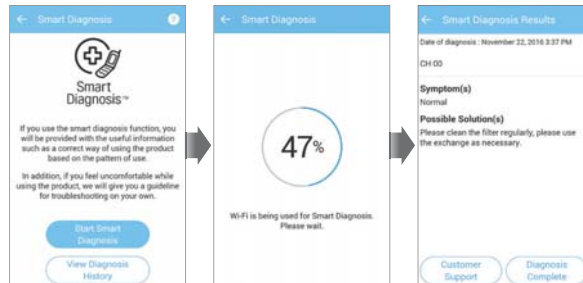 Smart Diagnosis
?
Smart
Diagnosis™
If you use the smart diagnosis function, you
will be provided with the useful information
such as a correct way of using the product
based on the pattern of use.
In addition, if you feel uncomfortable while
using the product, we will give you a guideline
for troubleshooting on your own.
Start Smart
Diagnosis
View Diagnosis
History
Smart Diagnosis
47%
Wi-Fi is being used for Smart Diagnosis.
Please wait.
Smart Diagnosis Results
Date of diagnosis : November 22, 2016 3:37 PM
CH 00
Symptom(s)
Normal
Possible Solution(s)
Please clean the filter regularly, please use
the exchange as necessary.
Customer
Support
Diagnosis
Complete